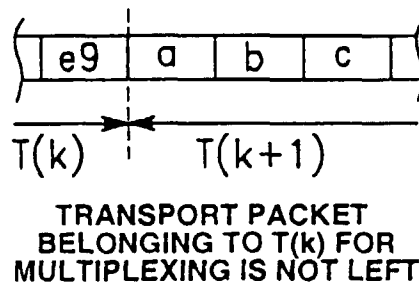 e9 a b c
T(k) T(k+1)
TRANSPORT PACKET
BELONGING TO T(k) FOR
MULTIPLEXING IS NOT LEFT